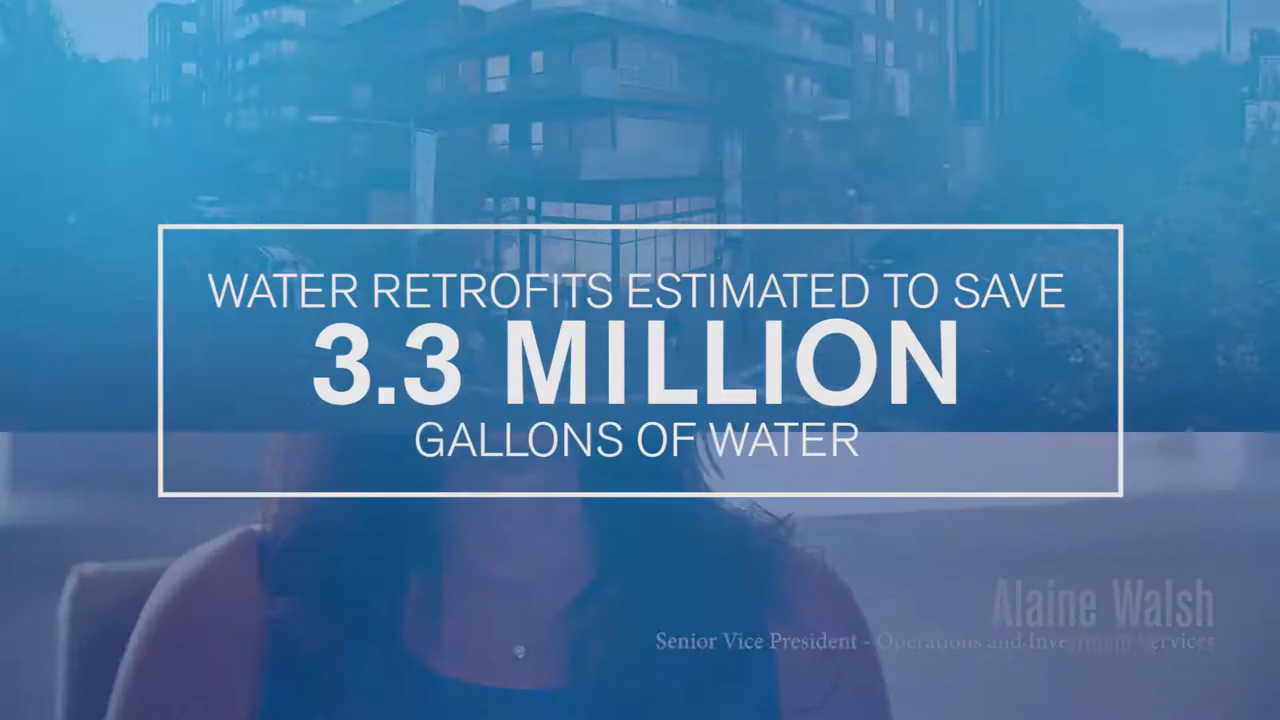 WATER RETROFITS ESTIMATED TO SAVE
3.3 MILLION
GALLONS OF WATER
Alaine Walsh
Senior Vice President - Operations and Investment Services